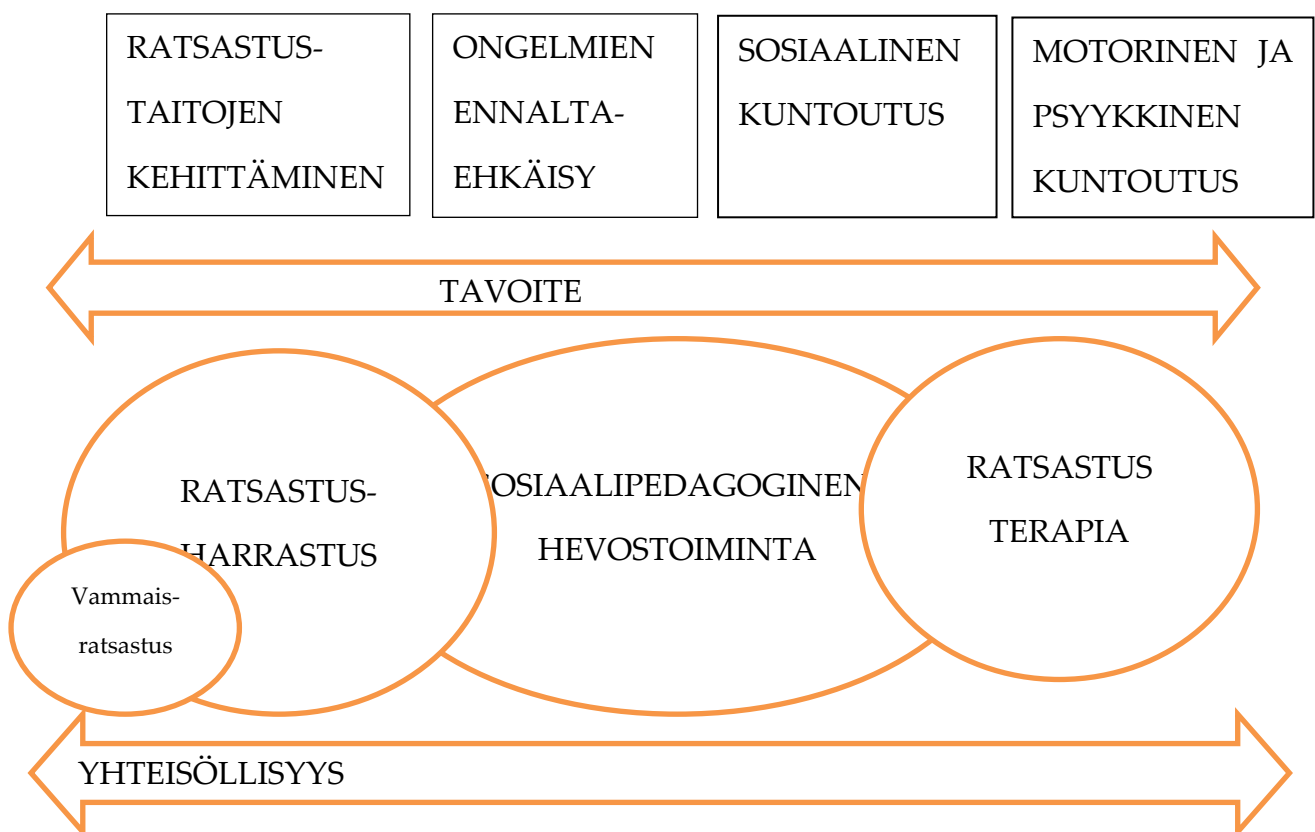 RATSASTUS-
TAITOJEN
KEHITTÄMINEN
ONGELMIEN
ENNALTA-
EHKÄISY
SOSIAALINEN
KUNTOUTUS
MOTORINEN JA
PSYYKKINEN
KUNTOUTUS
TAVOITE
RATSASTUS-
HARRASTUS
Vammais-
ratsastus
SOSIAALIPEDAGOGINEN
HEVOSTOIMINTA
RATSASTUS
TERAPIA
YHTEISÖLLISYYS